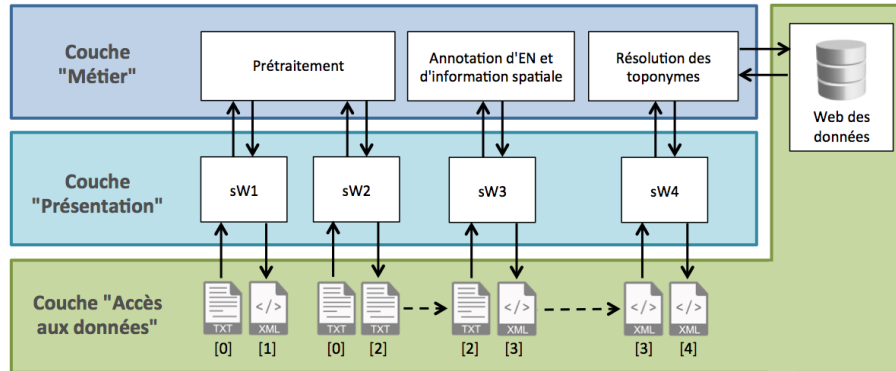 Couche
"Métier"
Prétraitement
Annotation d'EN et
d'information spatiale
Résolution des
toponymes
Web des
données
Couche
"Présentation"
sW1
sW2
sW3
sW4
Couche "Accès
aux données"
TXT
XML
TXT
TXT
TXT
XML
XML
XML
[0]
[1]
[0]
[2]
[2]
[3]
[3]
[4]